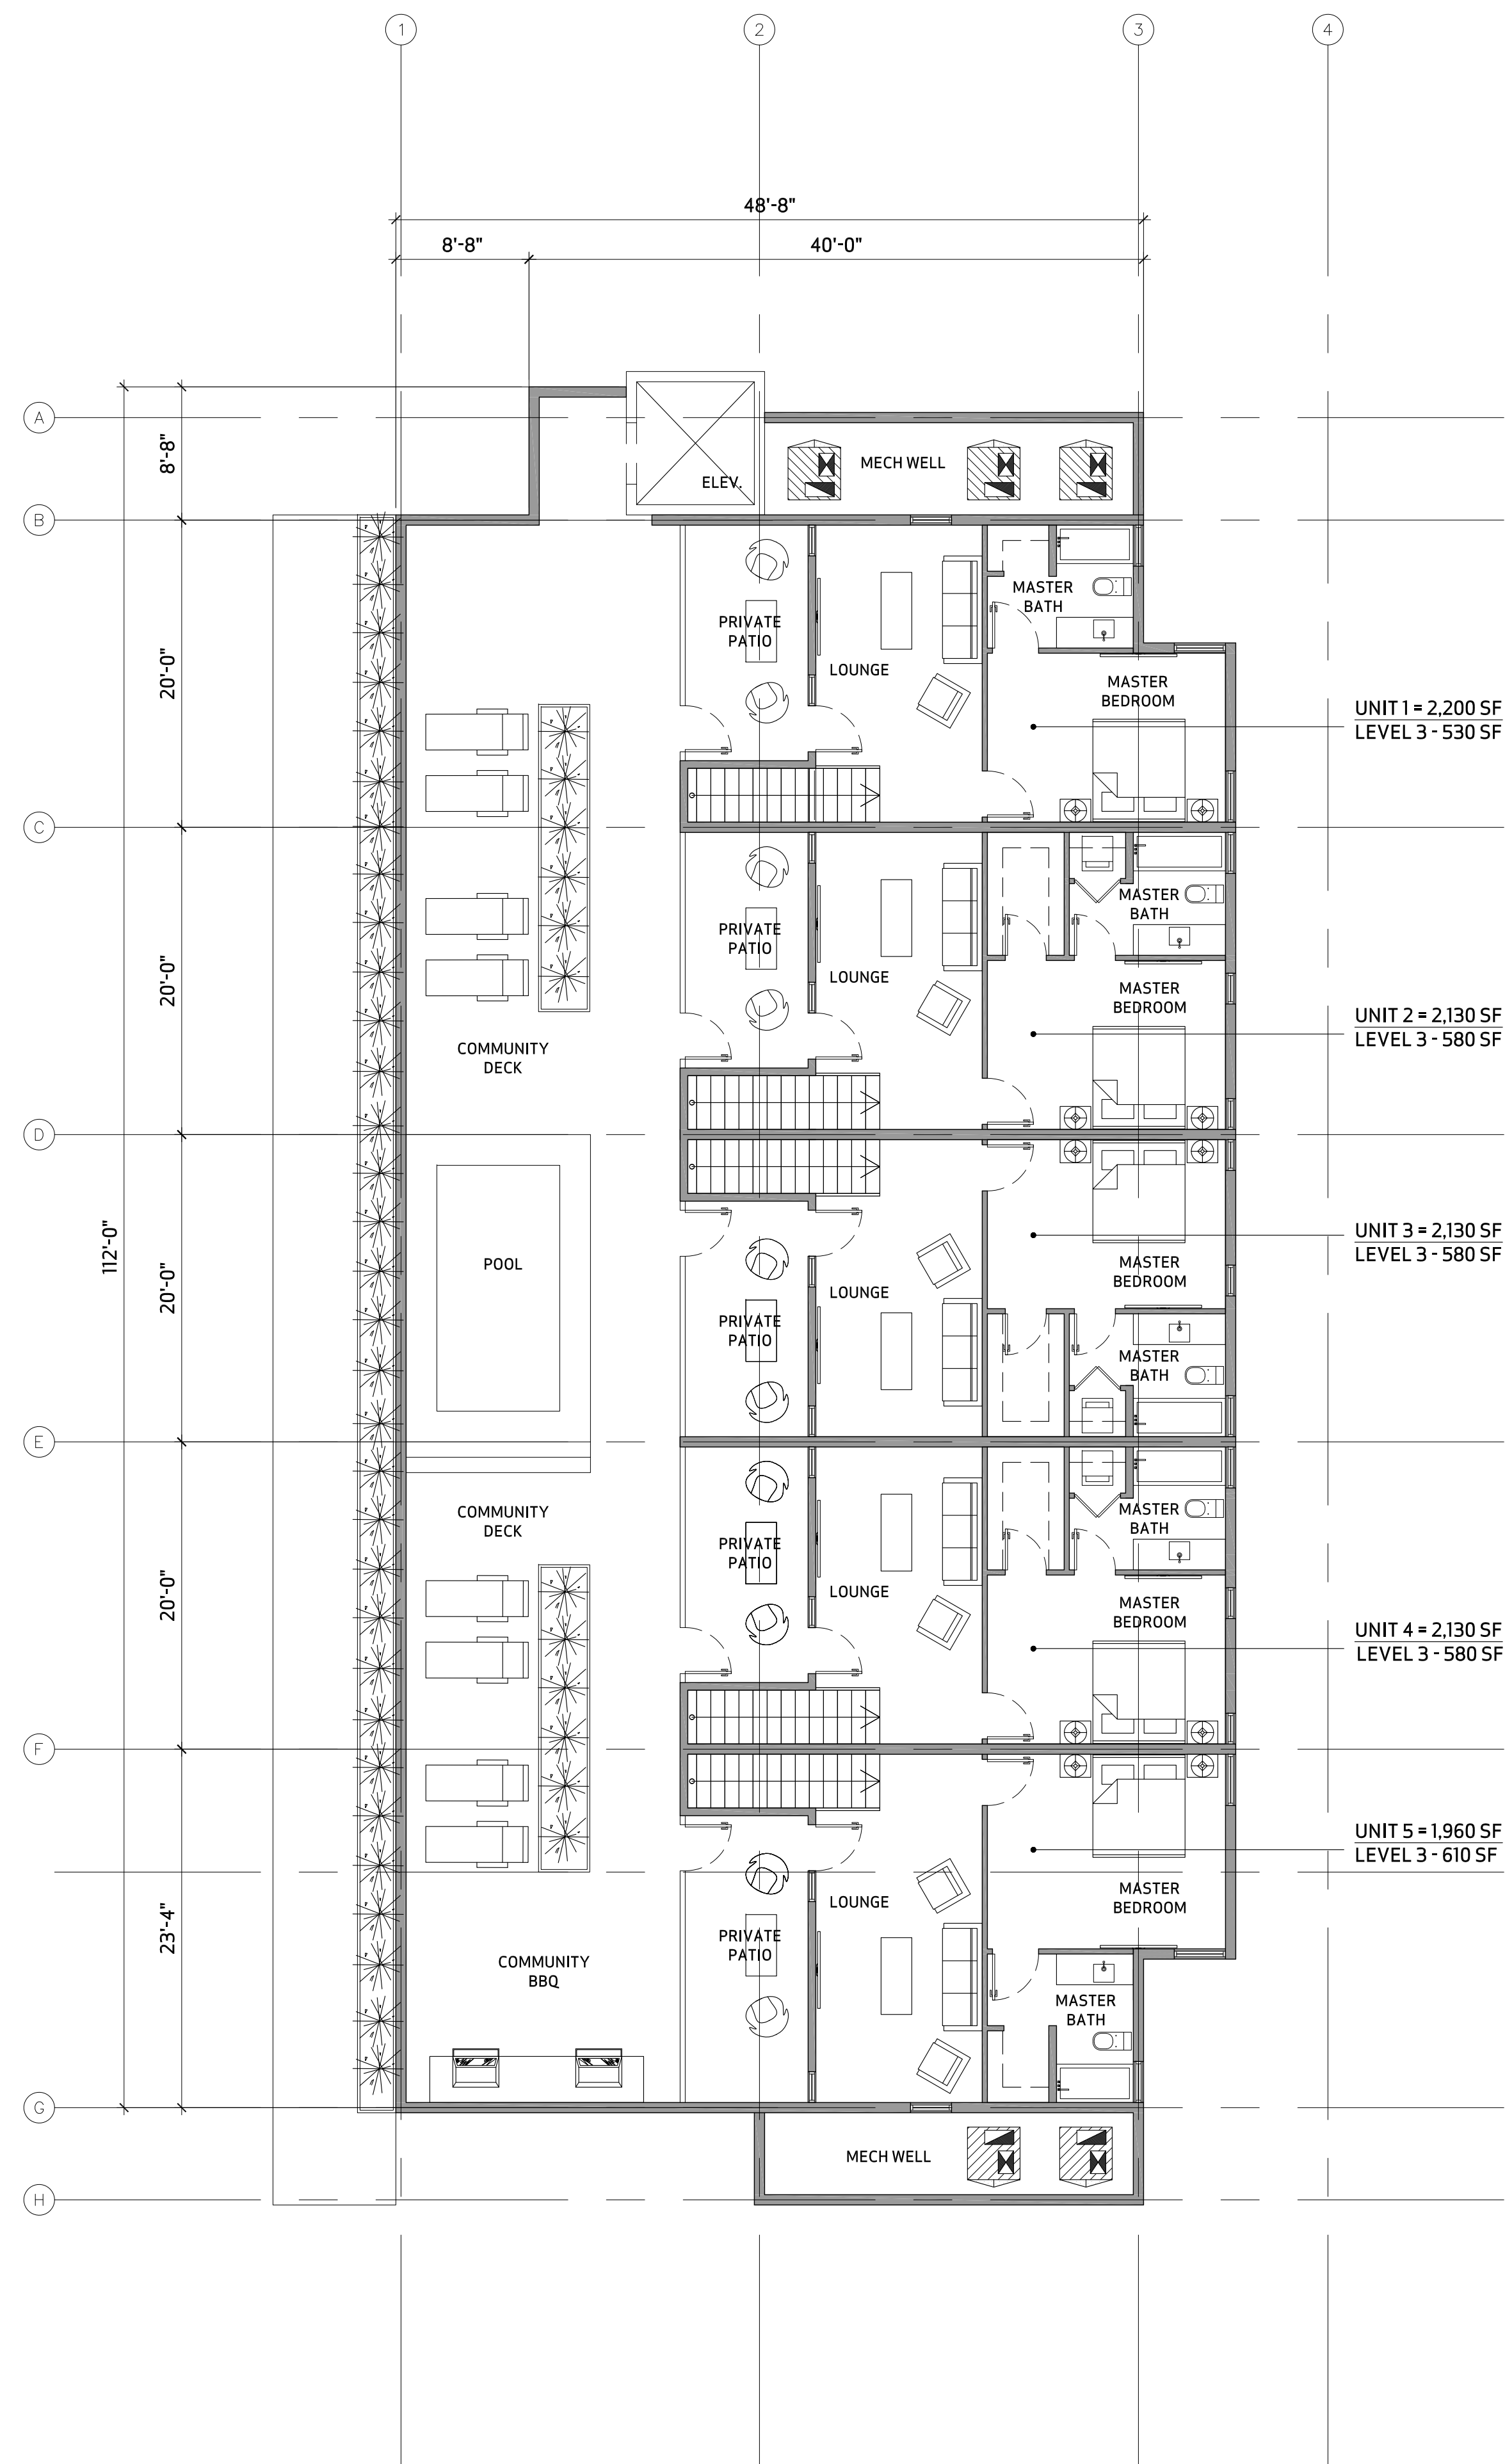 1
2
3
4
48'-8"
8'-8"
40'-0"
A
8'-8"
MECH WELL
ELEV.
B
MASTER
BATH
PRIVATE
PATIO
20'-0"
LOUNGE
MASTER
BEDROOM
UNIT 1 = 2,200 SF
LEVEL 3 - 530 SF
C
MASTER
BATH
PRIVATE
PATIO
20'-0"
LOUNGE
MASTER
BEDROOM
UNIT 2 = 2,130 SF
LEVEL 3 - 580 SF
COMMUNITY
DECK
D
112'-0"
20'-0"
POOL
UNIT 3 = 2,130 SF
LEVEL 3 - 580 SF
MASTER
BEDROOM
LOUNGE
PRIVATE
PATIO
MASTER
BATH
E
COMMUNITY
DECK
MASTER
BATH
PRIVATE
PATIO
20'-0"
LOUNGE
MASTER
BEDROOM
UNIT 4 = 2,130 SF
LEVEL 3 - 580 SF
F
UNIT 5 = 1,960 SF
LEVEL 3 - 610 SF
23'-4"
LOUNGE
MASTER
BEDROOM
PRIVATE
PATIO
COMMUNITY
BBQ
MASTER
BATH
G
MECH WELL
H